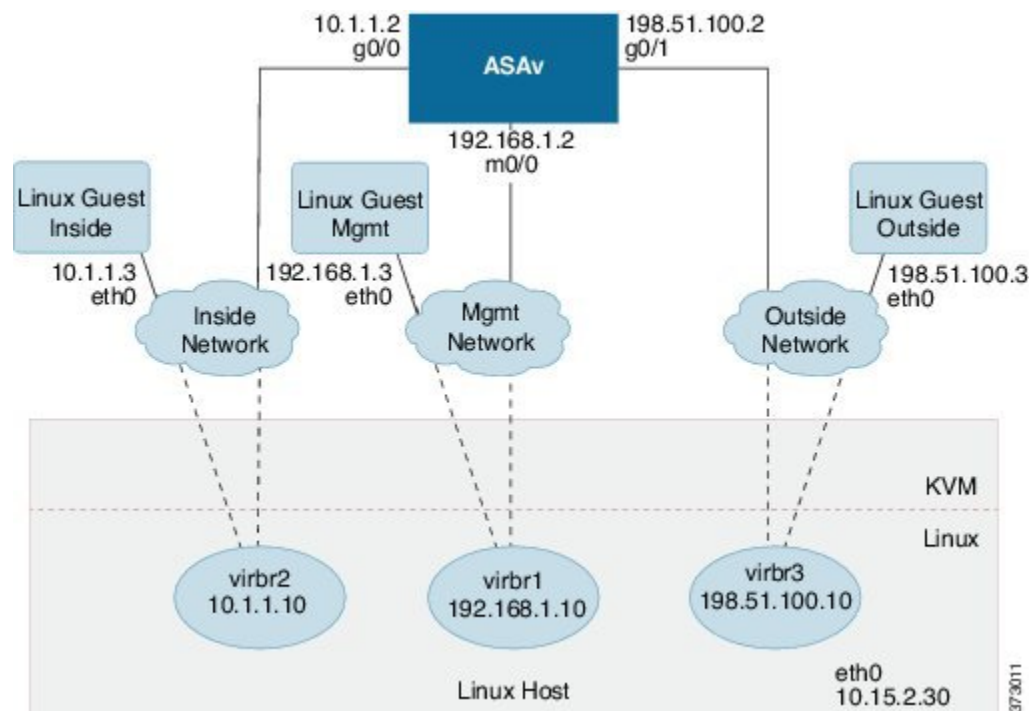 10.1.1.2
g0/0
ASAv
198.51.100.2
g0/1
192.168.1.2
m0/0
Linux Guest
Inside
Linux Guest
Mgmt
Linux Guest
Outside
10.1.1.3
eth0
192.168.1.3
eth0
198.51.100.3
eth0
Inside
Network
Mgmt
Network
Outside
Network
KVM
Linux
virbr2
10.1.1.10
virbr1
192.168.1.10
virbr3
198.51.100.10
Linux Host
eth0
10.15.2.30
373011